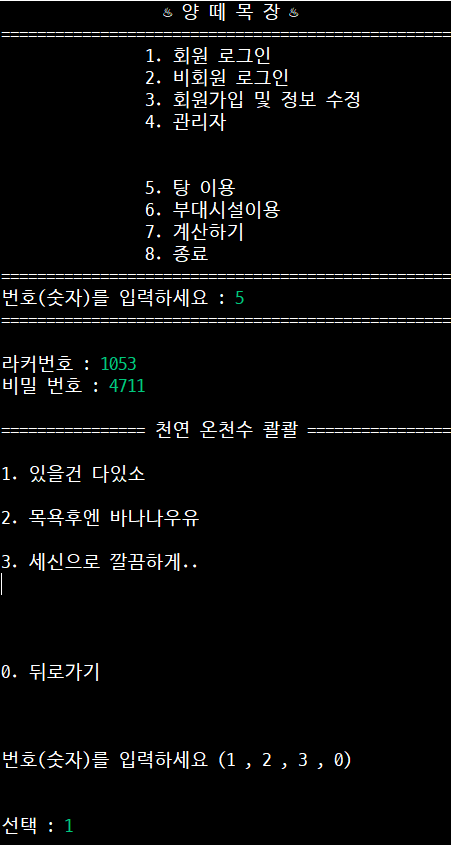 ♨ 양 떼 목 장 ♨
==================================================
1. 회원 로그인
2. 비회원 로그인
3. 회원가입 및 정보 수정
4. 관리자
5. 탕 이용
6. 부대시설이용
7. 계산하기
8. 종료
==================================================
번호(숫자)를 입력하세요 : 5
==================================================
라커번호 : 1053
비밀 번호 : 4711
================ 천연 온천수 콸콸 ================
1. 있을건 다있소
2. 목욕후엔 바나나우유
3. 세신으로 깔끔하게..
0. 뒤로가기
번호(숫자)를 입력하세요 (1 , 2 , 3 , 0)
선택 : 1